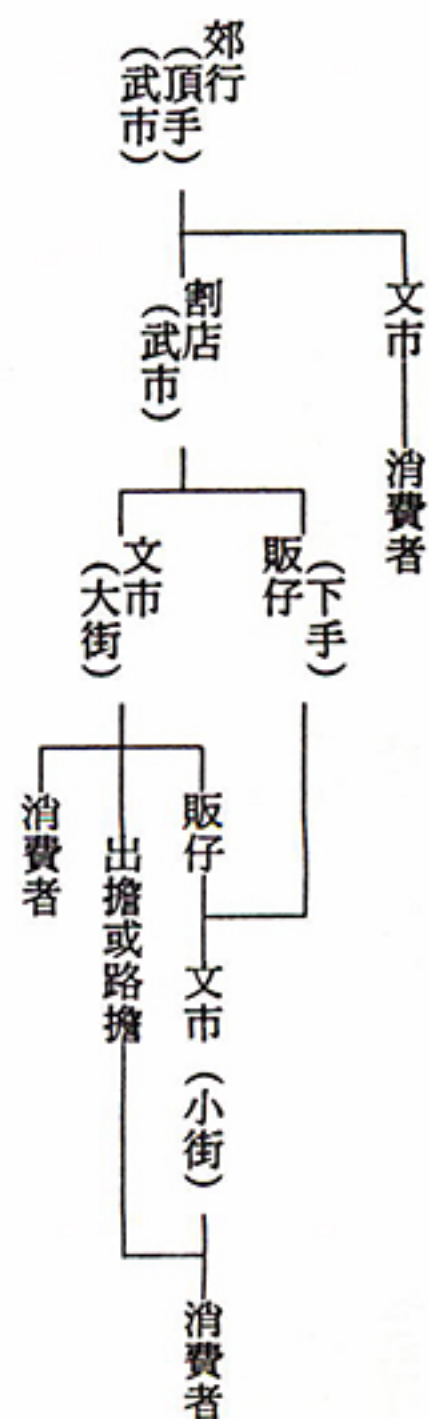 郊行
(頂手)
(武市)
文市
消費者
割店
(武市)
(下手)
販仔
文市
(大街)
販仔
文市(小街)
出擔或路擔
消費者
消費者